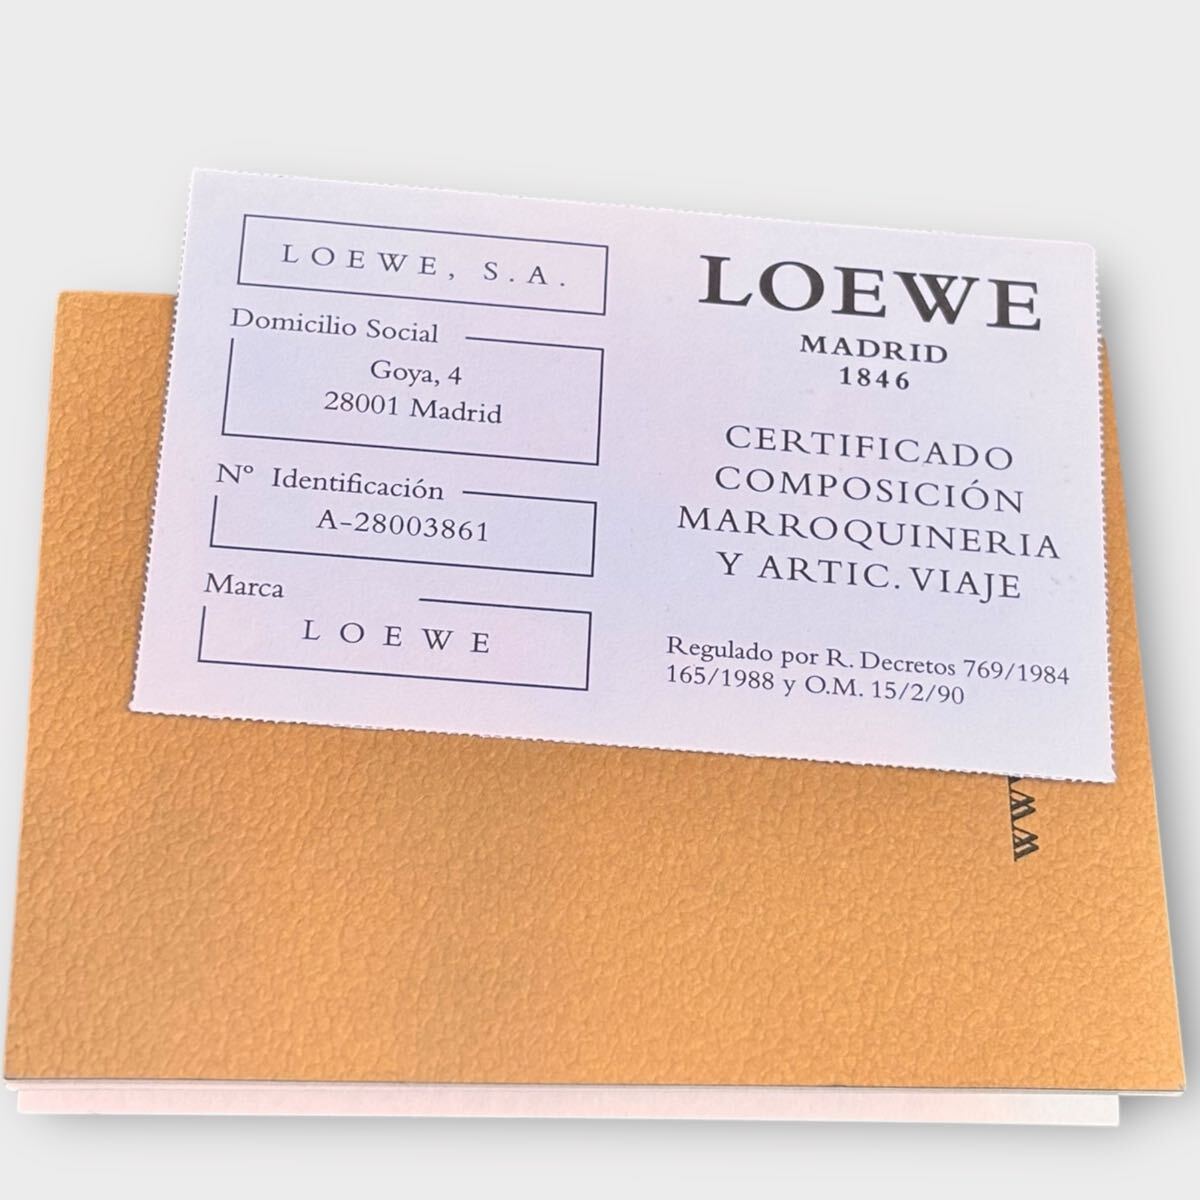 LOEWE, S.A.
Domicilio Social
Goya, 4
28001 Madrid
Nº Identificación
A-28003861
Marca
LOEWE
LOEWE
MADRID
1846
CERTIFICADO
COMPOSICIÓN
MARROQUINERIA
Y ARTIC. VIAJE
Regulado por R. Decretos 769/1984
165/1988 y O.M. 15/2/90